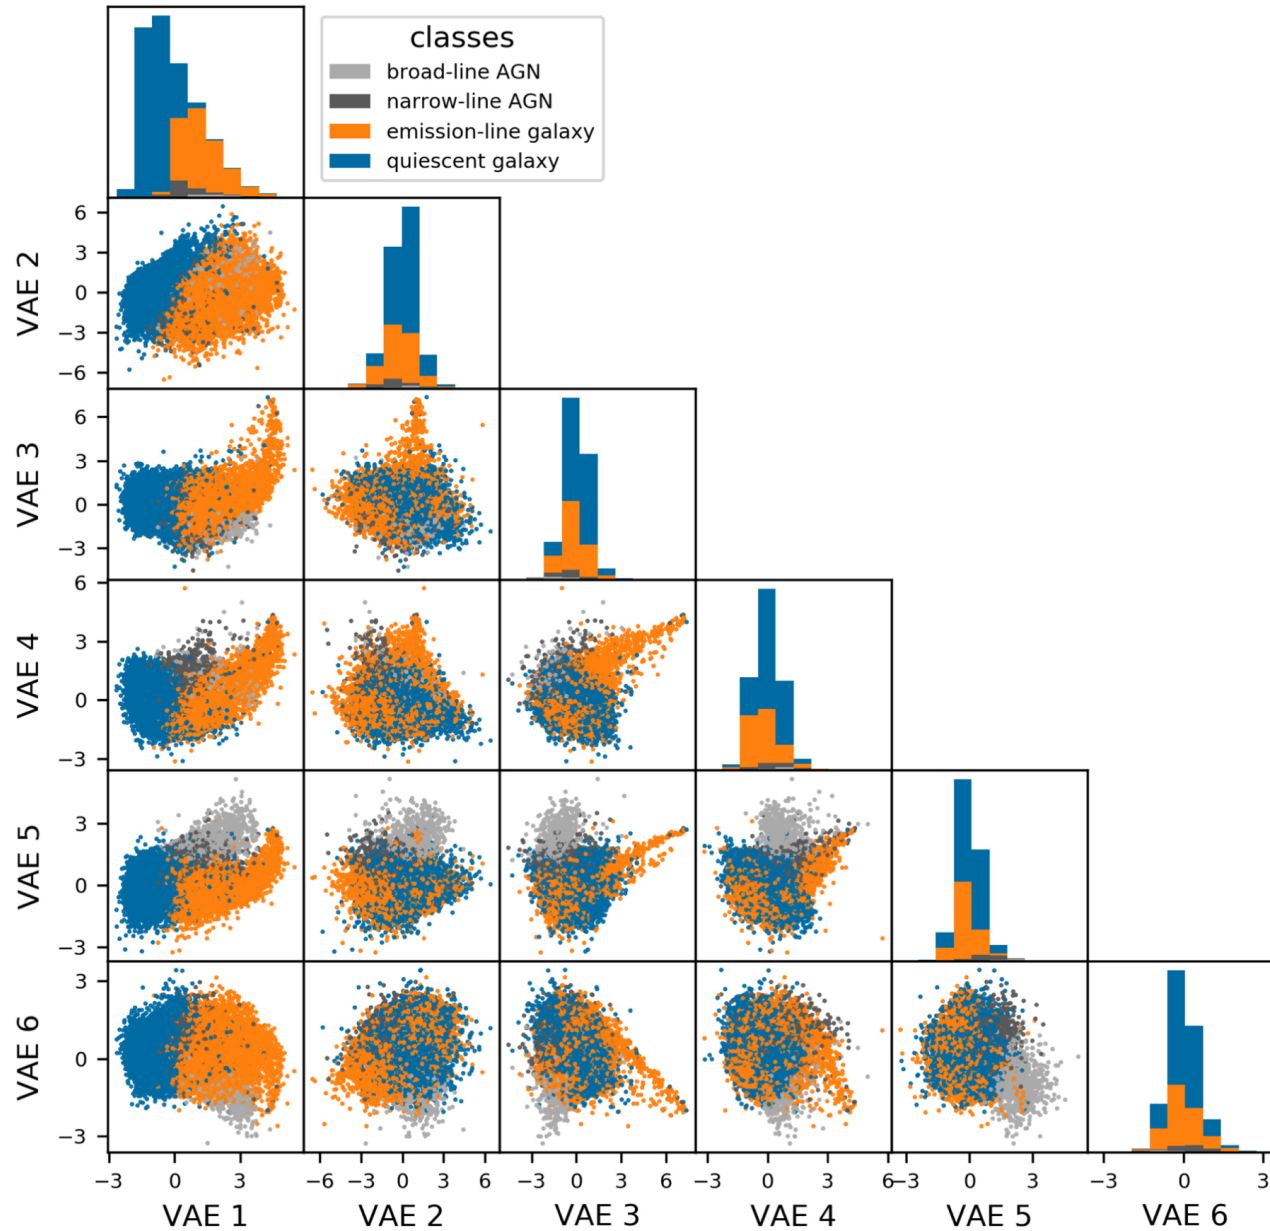 classes
broad-line AGN
narrow-line AGN
emission-line galaxy
quiescent galaxy
VAE 2
6
3
0
−3
−6
VAE 3
6
3
0
−3
VAE 4
6
3
0
−3
VAE 5
3
0
−3
VAE 6
3
0
−3
−3 0 3 −6 −3 0 3 6 −3 0 3 6 −3 0 3 6 −3 0 3 −3 0 3
VAE 1 VAE 2 VAE 3 VAE 4 VAE 5 VAE 6